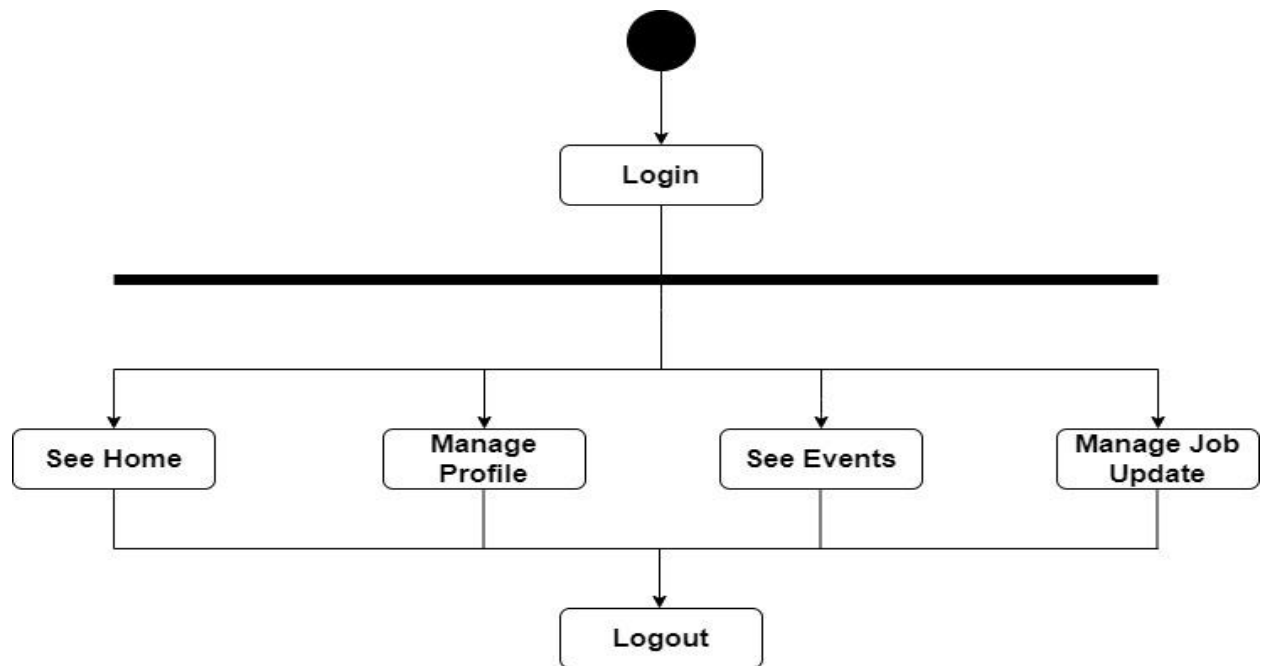 Login
See Home
Manage
Profile
See Events
Manage Job
Update
Logout